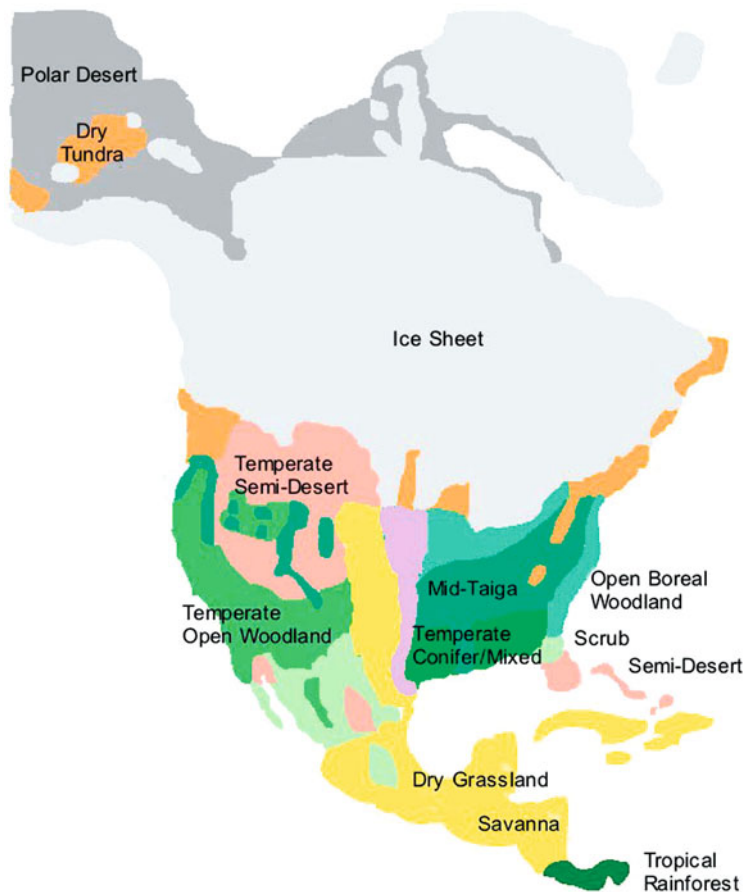 Polar Desert
Dry
Tundra
Ice Sheet
Temperate
Semi-Desert
Mid-Taiga
Open Boreal
Woodland
Temperate
Open Woodland
Temperate
Conifer/Mixed
Scrub
Semi-Desert
Dry Grassland
Savanna
Tropical
Rainforest